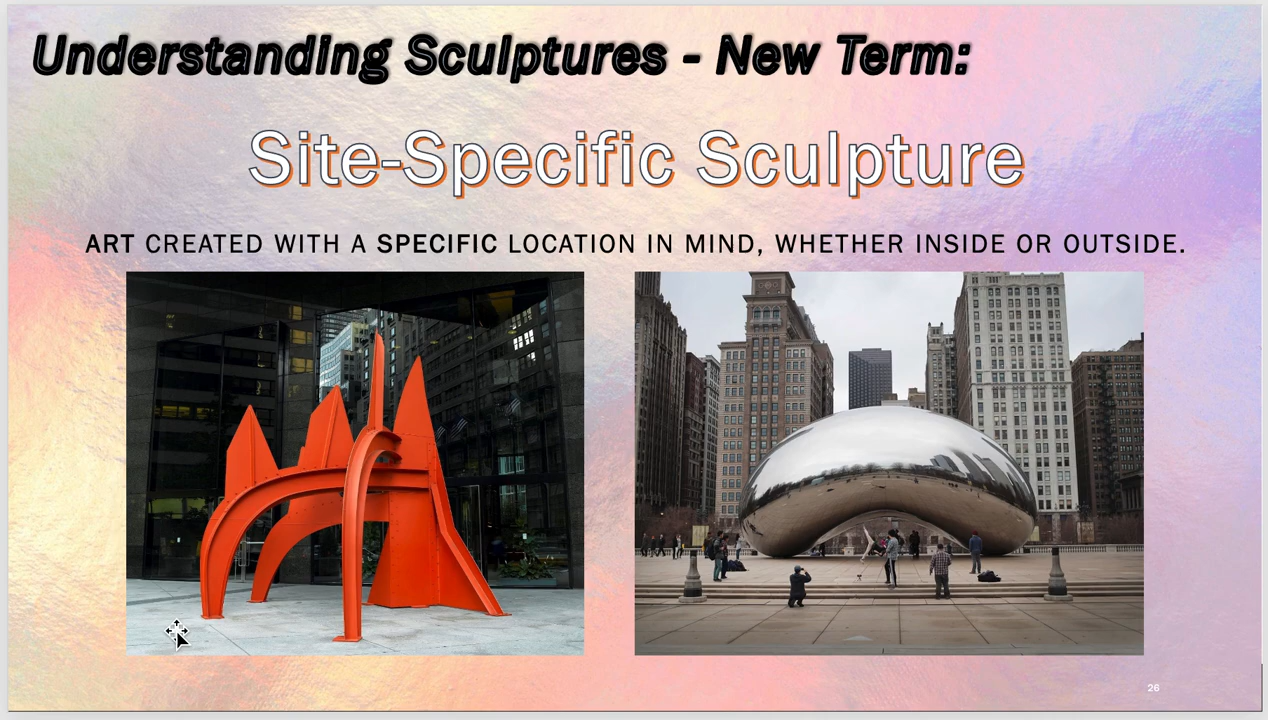 Understanding Sculptures - New Term:
Site-Specific Sculpture
ART CREATED WITH A SPECIFIC LOCATION IN MIND, WHETHER INSIDE OR OUTSIDE.
26